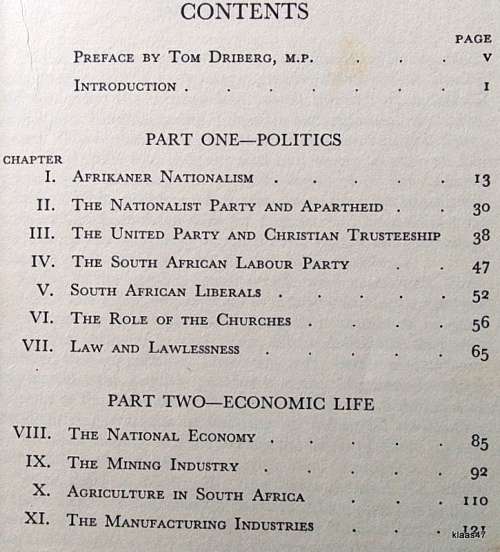 CONTENTS
PAGE
PREFACE BY TOM DRIBERG, M.P. . . . V
INTRODUCTION . . . . . . . I
PART ONE—POLITICS
CHAPTER
I. AFRIKANER NATIONALISM . . . . . 13
II. THE NATIONALIST PARTY AND APARTHEID . . 30
III. THE UNITED PARTY AND CHRISTIAN TRUSTEESHIP 38
IV. THE SOUTH AFRICAN LABOUR PARTY . . 47
V. SOUTH AFRICAN LIBERALS . . . . . 52
VI. THE ROLE OF THE CHURCHES . . . . 56
VII. LAW AND LAWLESSNESS . . . . . 65
PART TWO—ECONOMIC LIFE
VIII. THE NATIONAL ECONOMY . . . . . 85
IX. THE MINING INDUSTRY . . . . . 92
X. AGRICULTURE IN SOUTH AFRICA . . . 110
XI. THE MANUFACTURING INDUSTRIES . . . 121
klaas47